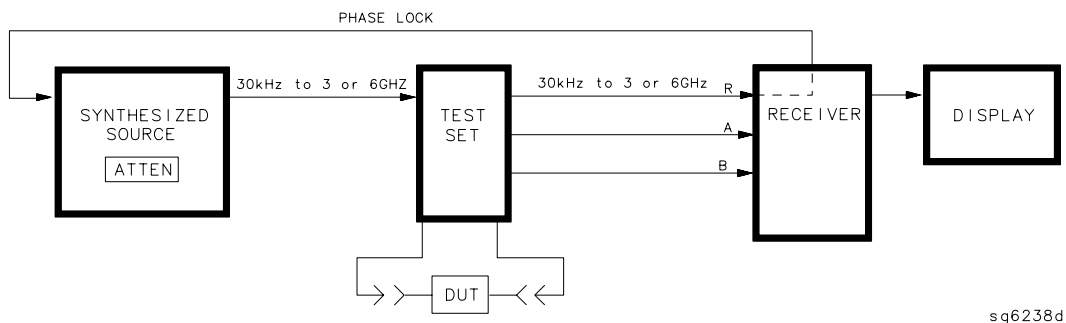 PHASE LOCK
30kHz to 3 or 6GHZ
30kHz to 3 or 6GHz
R
SYNTHESIZED
SOURCE
ATTEN
TEST
SET
A
B
RECEIVER
DISPLAY
DUT
sq6238d